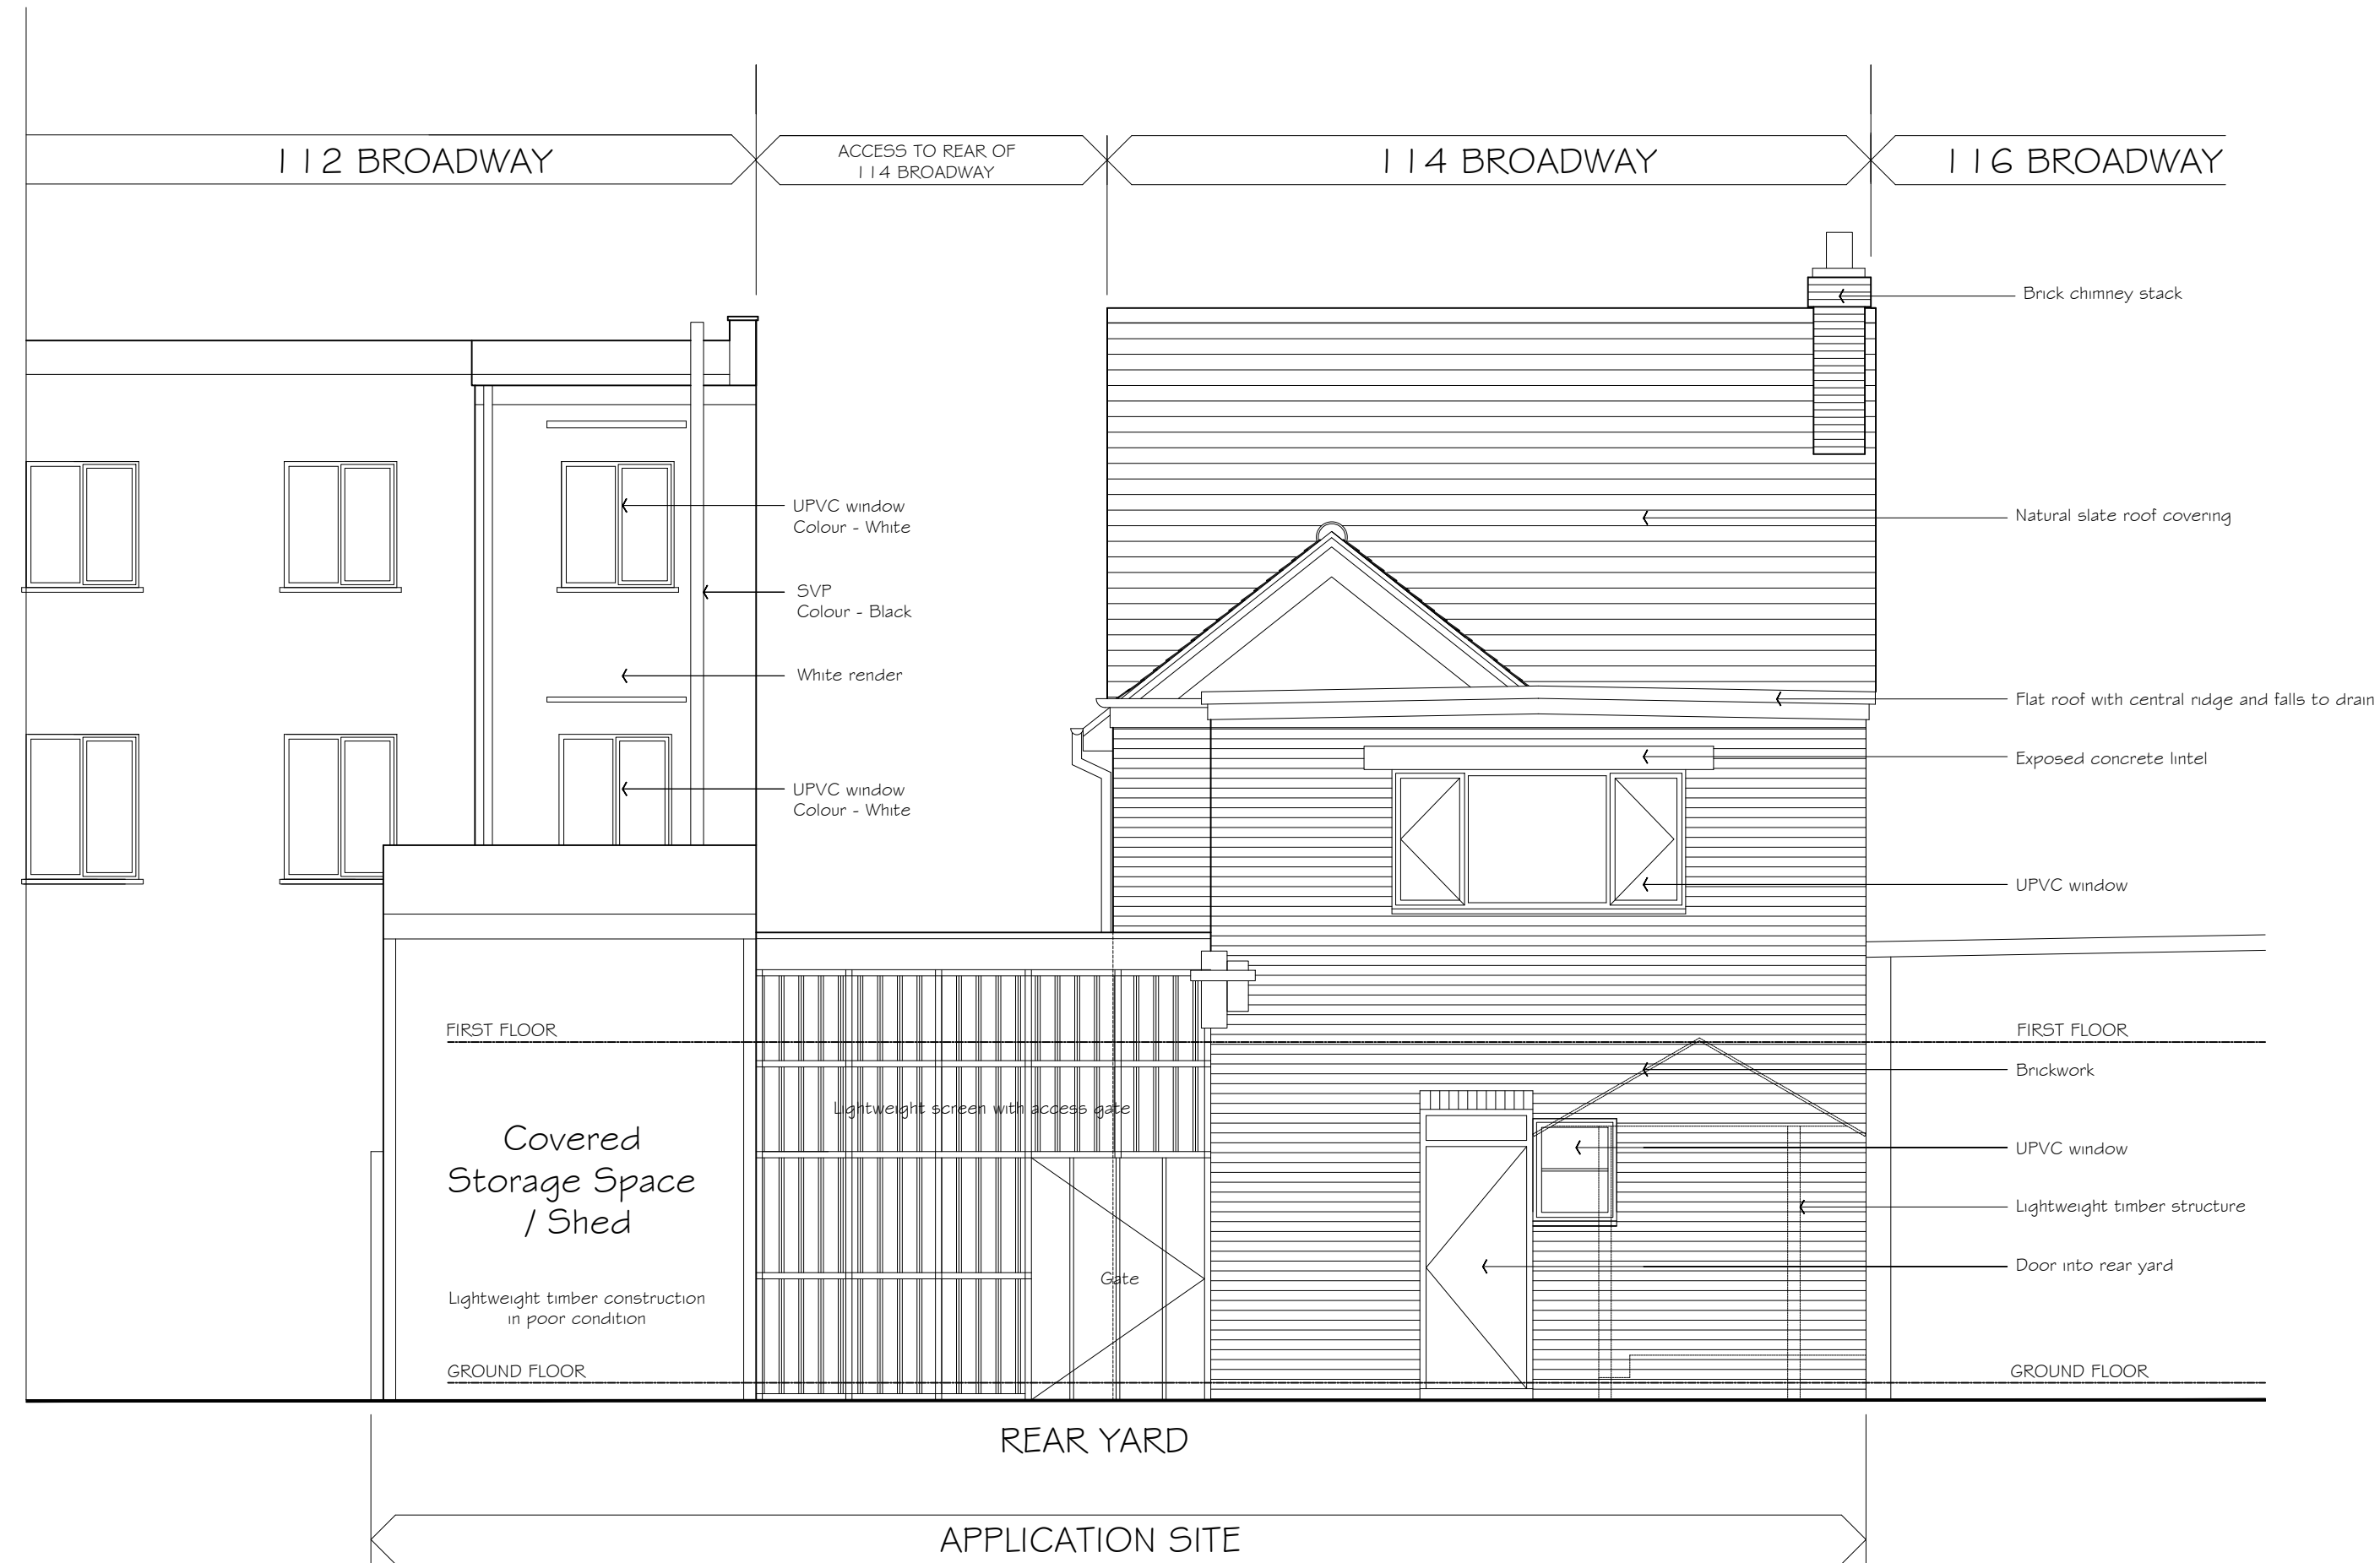 112 BROADWAY
ACCESS TO REAR OF
114 BROADWAY
114 BROADWAY
116 BROADWAY
Brick chimney stack
UPVC window
Colour - White
Natural slate roof covering
SVP
Colour - Black
White render
Flat roof with central ridge and falls to drain
Exposed concrete lintel
UPVC window
Colour - White
UPVC window
FIRST FLOOR
FIRST FLOOR
Brickwork
Lightweight screen with access gate
Covered
Storage Space
/ Shed
UPVC window
Lightweight timber structure
Door into rear yard
Gate
Lightweight timber construction
in poor condition
GROUND FLOOR
GROUND FLOOR
REAR YARD
APPLICATION SITE